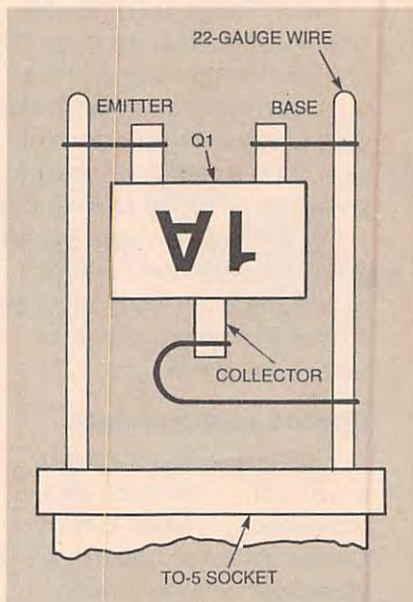 22-GAUGE WIRE
EMITTER
BASE
Q1
1A
COLLECTOR
TO-5 SOCKET